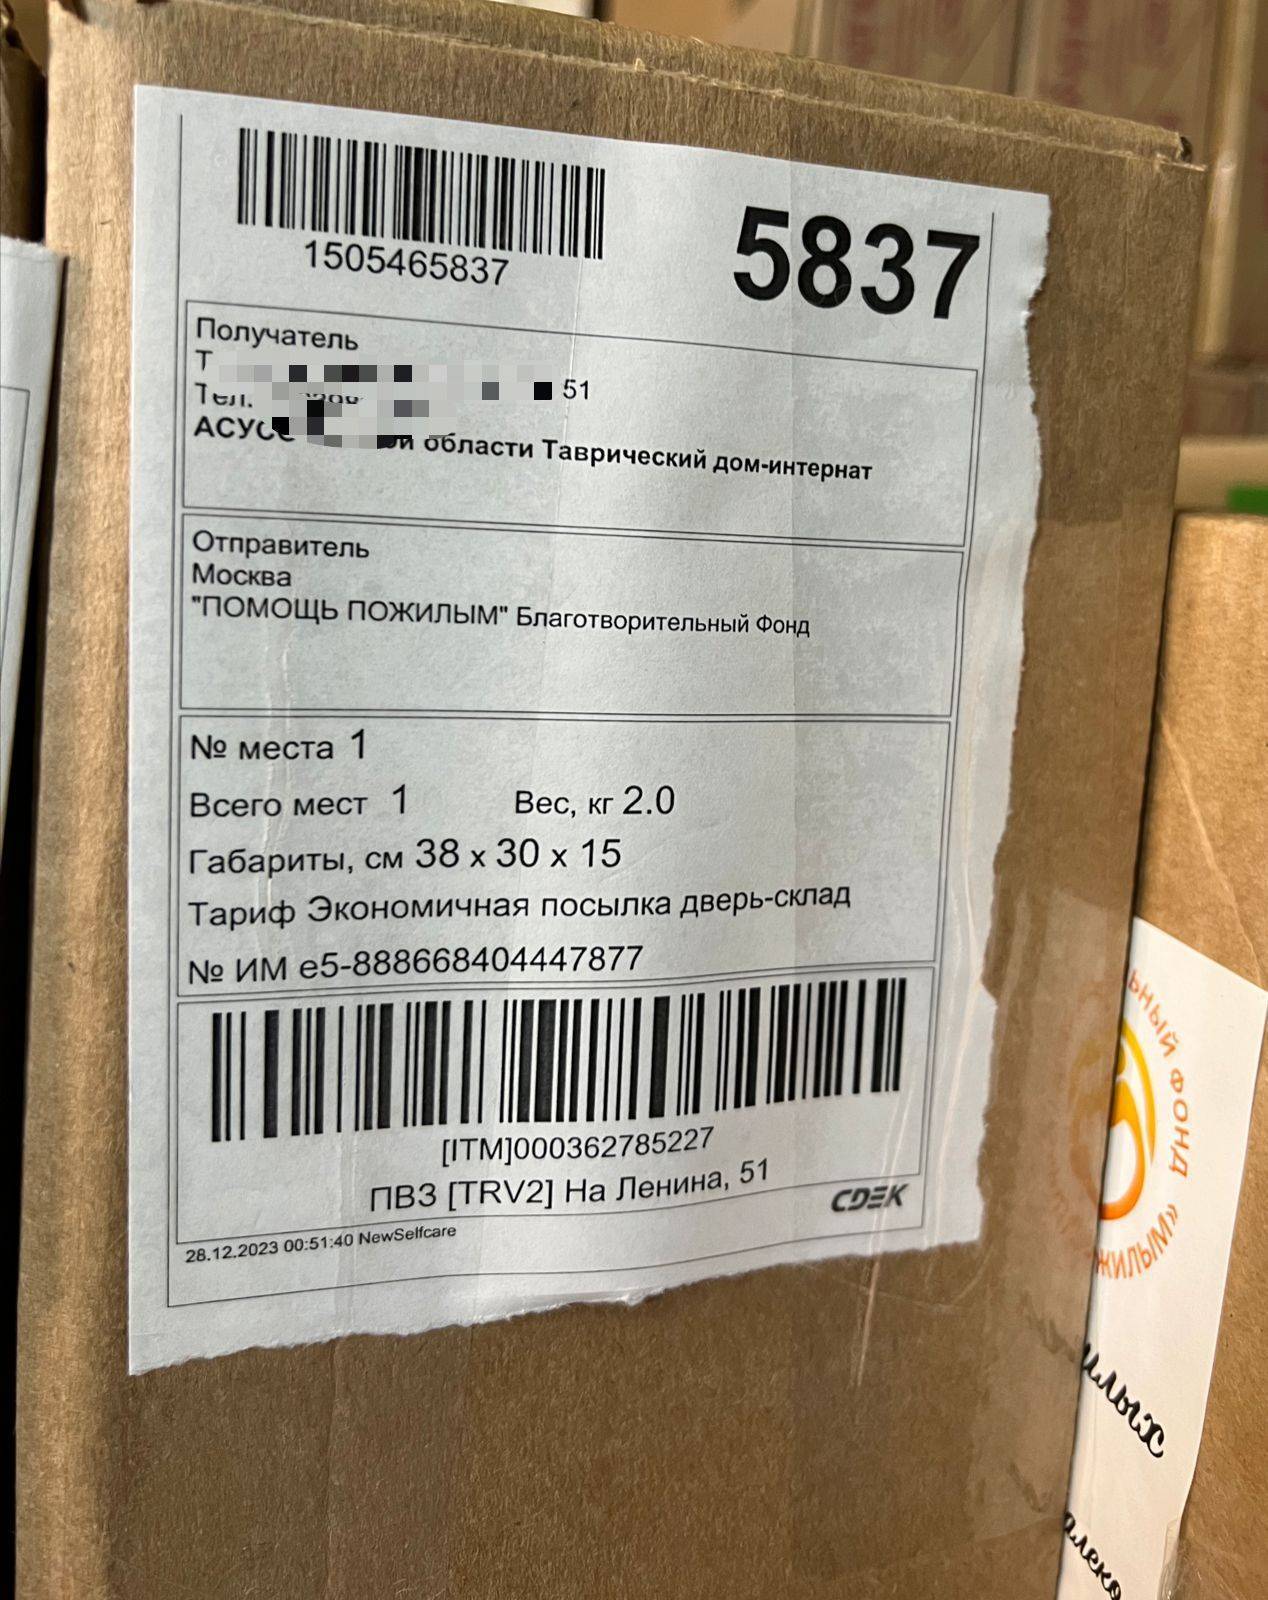 1505465837
5837
Получатель
Т
Тел. 51
области Таврический дом-интернат
Отправитель
Москва
"ПОМОЩЬ ПОЖИЛЫМ" Благотворительный Фонд
№ места 1
Всего мест 1 Вес, кг 2.0
Габариты, см 38 x 30 x 15
Тариф Экономичная посылка дверь-склад
№ ИМ e5-888668404447877
[ITM]000362785227
ПВЗ [TRV2] На Ленина, 51
CDEK
28.12.2023 00:51:40 NewSelfcare
ФОНД